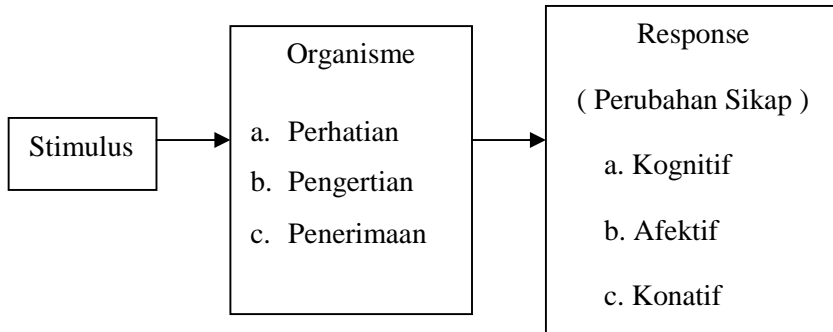 Stimulus
Organisme
a. Perhatian
b. Pengertian
c. Penerimaan
Response
( Perubahan Sikap )
a. Kognitif
b. Afektif
c. Konatif